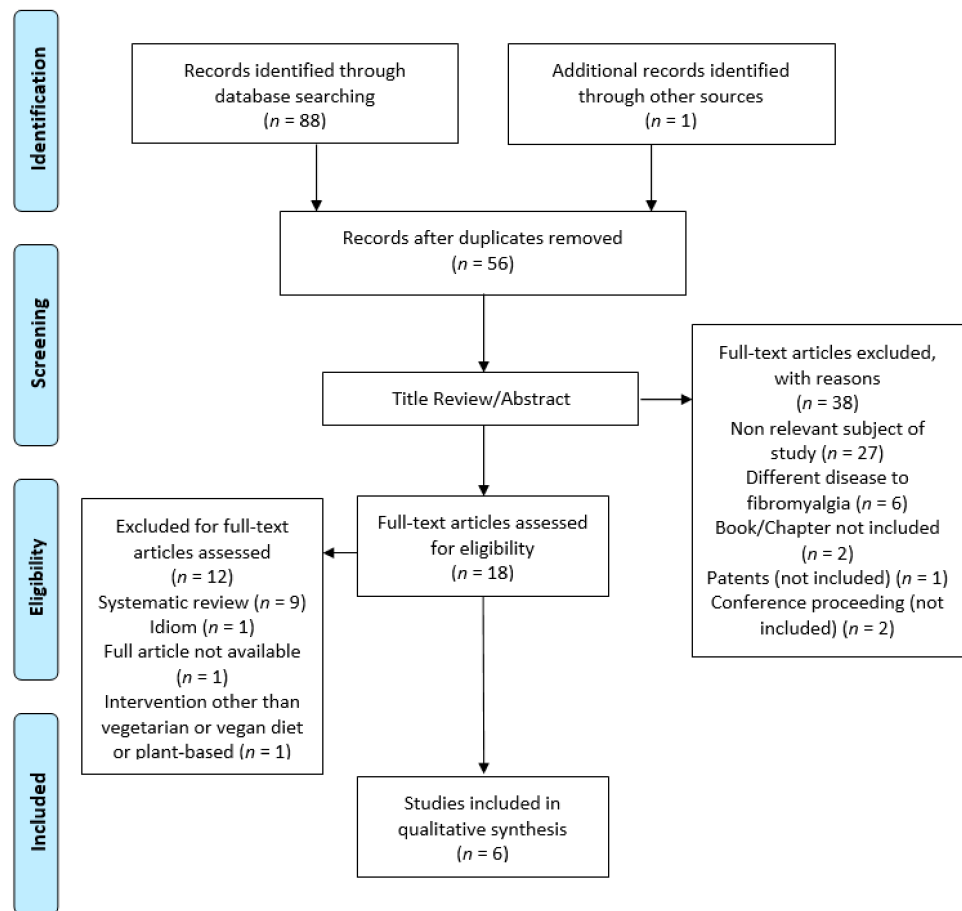 Identification
Records identified through
database searching
(n = 88)
Additional records identified
through other sources
(n = 1)
Records after duplicates removed
(n = 56)
Screening
Title Review/Abstract
Full-text articles excluded,
with reasons
(n = 38)
Non relevant subject of
study (n = 27)
Different disease to
fibromyalgia (n = 6)
Book/Chapter not included
(n = 2)
Patents (not included) (n = 1)
Conference proceeding (not
included) (n = 2)
Eligibility
Full-text articles assessed
for eligibility
(n = 18)
Excluded for full-text
articles assessed
(n = 12)
Systematic review (n = 9)
Idiom (n = 1)
Full article not available
(n = 1)
Intervention other than
vegetarian or vegan diet
or plant-based (n = 1)
Included
Studies included in
qualitative synthesis
(n = 6)